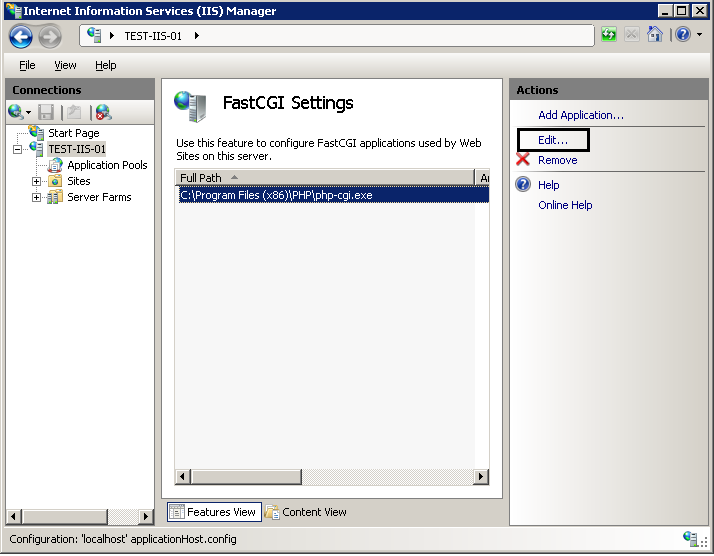 Internet Information Services (IIS) Manager
TEST-IIS-01
File View Help
Connections
Start Page
TEST-IIS-01
Application Pools
Sites
Server Farms
FastCGI Settings
Use this feature to configure FastCGI applications used by Web
Sites on this server.
Full Path
C:\Program Files (x86)\PHP\php-cgi.exe
Features View Content View
Actions
Add Application...
Edit...
Remove
Help
Online Help
Configuration: 'localhost' applicationHost.config